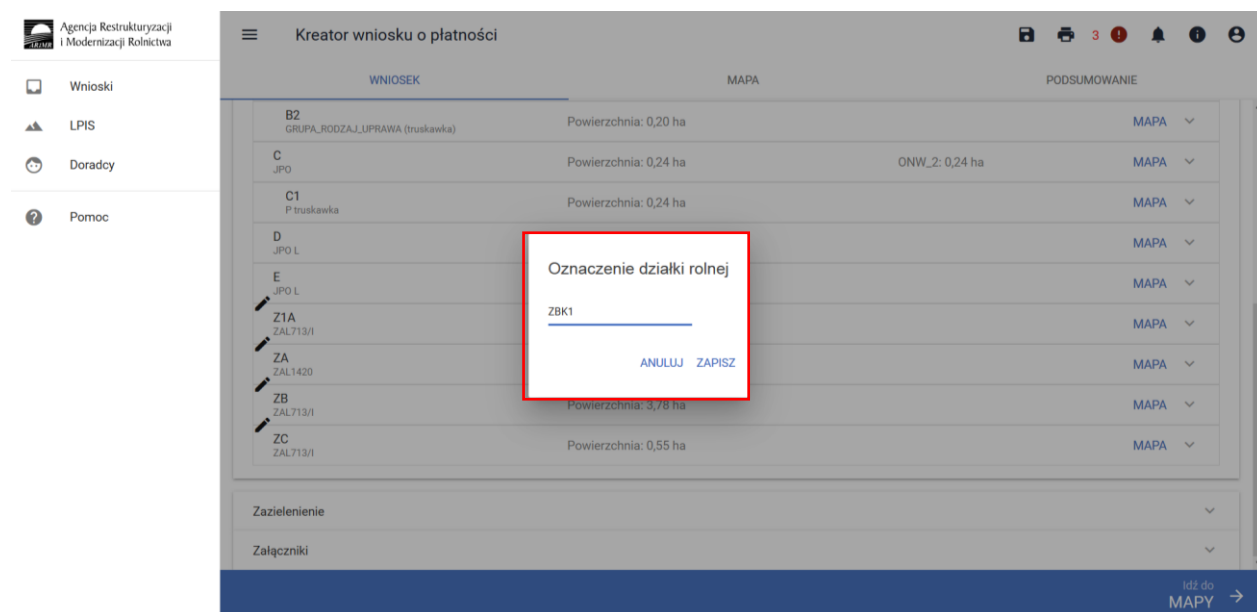 Agencja Restrukturyzacji
i Modernizacji Rolnictwa
ARiMR
Kreator wniosku o płatności
3
Wnioski
LPIS
Doradcy
Pomoc
WNIOSEK MAPA PODSUMOWANIE
B2
GRUPA_RODZAJ_UPRAWA (truskawka)
Powierzchnia: 0,20 ha MAPA
C
JPO
Powierzchnia: 0,24 ha ONW_2: 0,24 ha MAPA
C1
P truskawka
Powierzchnia: 0,24 ha MAPA
D
JPO L
MAPA
E
JPO L
MAPA
Z1A
ZAL713/I
MAPA
ZA
ZAL1420
MAPA
ZB
ZAL713/I
Powierzchnia: 3,78 ha MAPA
ZC
ZAL713/I
Powierzchnia: 0,55 ha MAPA
Oznaczenie działki rolnej
ZBK1
ANULUJ ZAPISZ
Zazielenienie
Załączniki
Idź do
MAPY